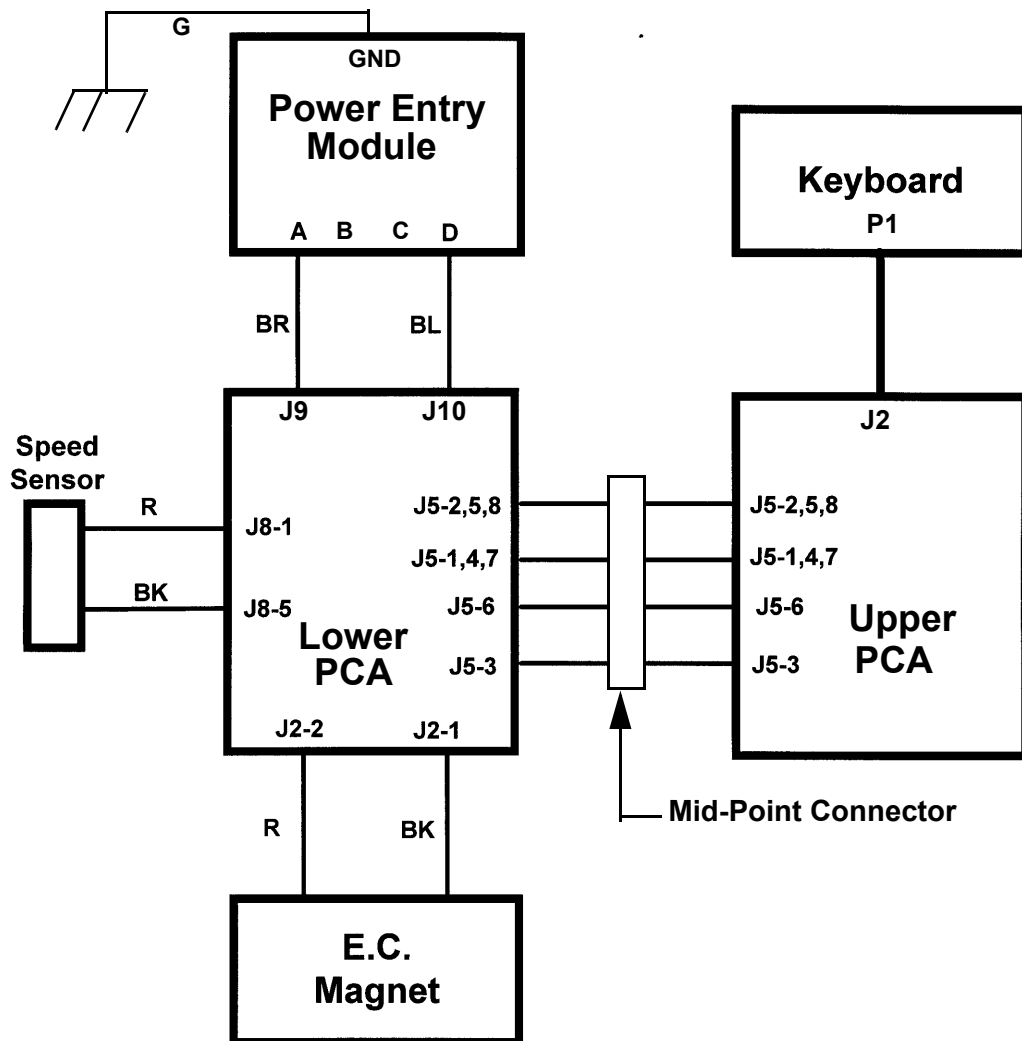 G
GND
Power Entry
Module
A B C D
Keyboard
P1
BR
BL
J9
J10
J2
Speed
Sensor
R
BK
J8-1
J8-5
J5-2,5,8
J5-1,4,7
J5-6
J5-3
Lower
PCA
J2-2
J2-1
J5-2,5,8
J5-1,4,7
J5-6
J5-3
Upper
PCA
Mid-Point Connector
R
BK
E.C.
Magnet